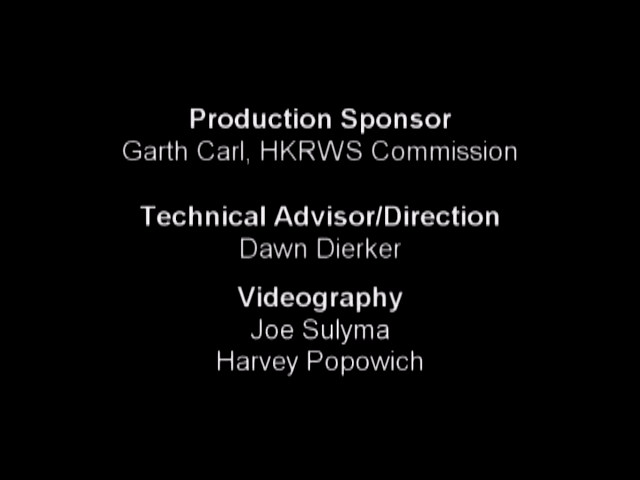 Production Sponsor
Garth Carl, HKRWS Commission
Technical Advisor/Direction
Dawn Dierker
Videography
Joe Sulyma
Harvey Popowich